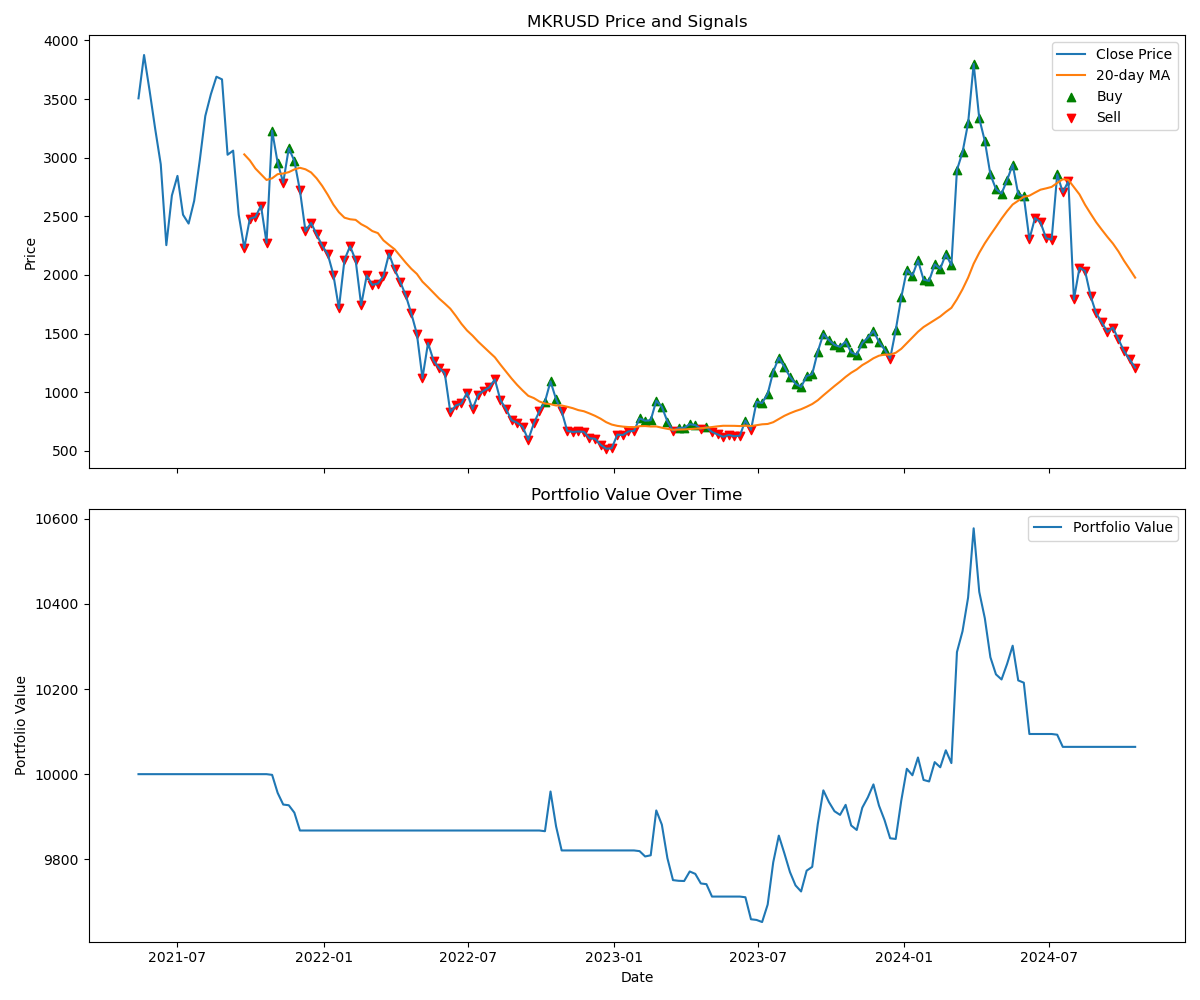 MKRUSD Price and Signals
4000
3500
3000
2500
2000
1500
1000
500
Price
Close Price
20-day MA
Buy
Sell
Portfolio Value Over Time
10600
10400
10200
10000
9800
Portfolio Value
Portfolio Value
2021-07
2022-01
2022-07
2023-01
2023-07
2024-01
2024-07
Date